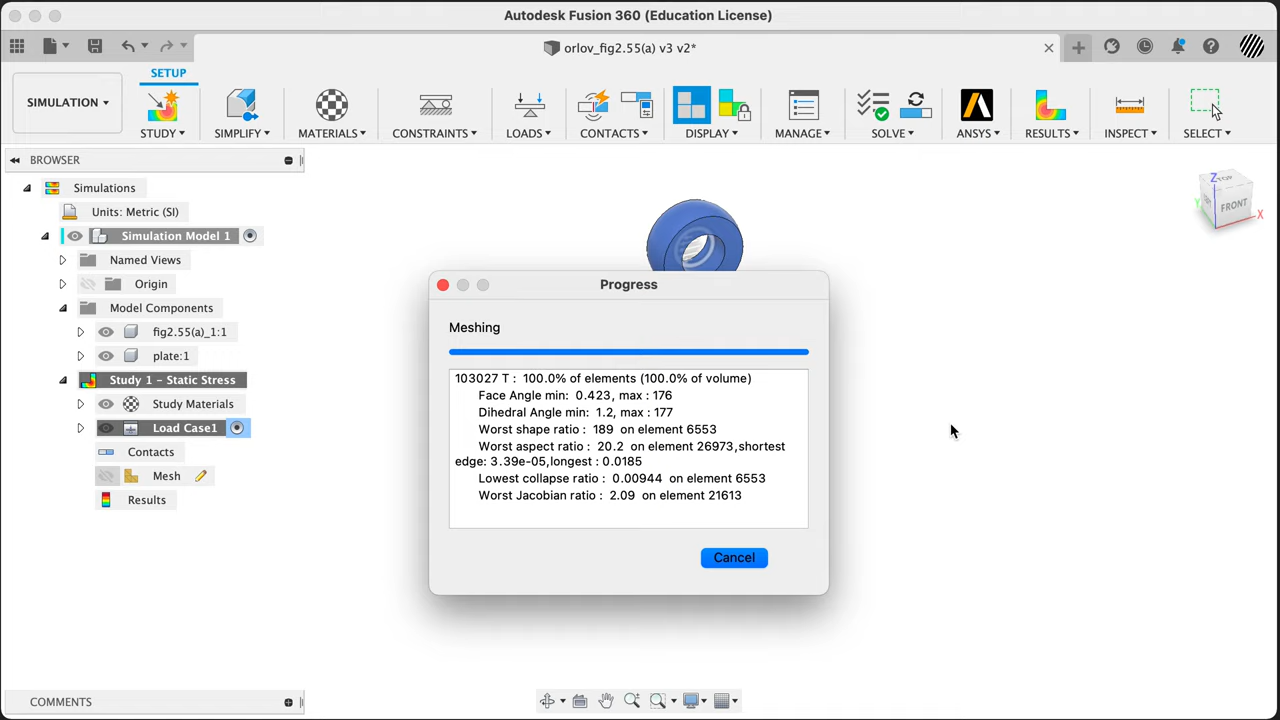 Autodesk Fusion 360 (Education License)
orlov_fig2.55(a) v3 v2*
SETUP
SIMULATION
STUDY
SIMPLIFY
MATERIALS
CONSTRAINTS
LOADS
CONTACTS
DISPLAY
MANAGE
SOLVE
ANSYS
RESULTS
INSPECT
SELECT
BROWSER
Simulations
Units: Metric (SI)
Simulation Model 1
Named Views
Origin
Model Components
fig2.55(a)_1:1
plate:1
Study 1 - Static Stress
Study Materials
Load Case1
Contacts
Mesh
Results
Z
TOP
FRONT
Y
X
Progress
Meshing
103027 T : 100.0% of elements (100.0% of volume)
Face Angle min: 0.423, max : 176
Dihedral Angle min: 1.2, max : 177
Worst shape ratio : 189 on element 6553
Worst aspect ratio : 20.2 on element 26973,shortest
edge: 3.39e-05,longest : 0.0185
Lowest collapse ratio : 0.00944 on element 6553
Worst Jacobian ratio : 2.09 on element 21613
Cancel
COMMENTS